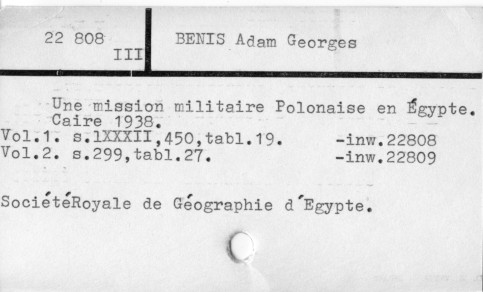 22 808
III
BENIS Adam Georges
Une mission militaire Polonaise en Égypte.
Caire 1938.
Vol.1. s.lXXXII,450,tabl.19. -inw.22808
Vol.2. s.299,tabl.27. -inw.22809
SociétéRoyale de Géographie d'Egypte.